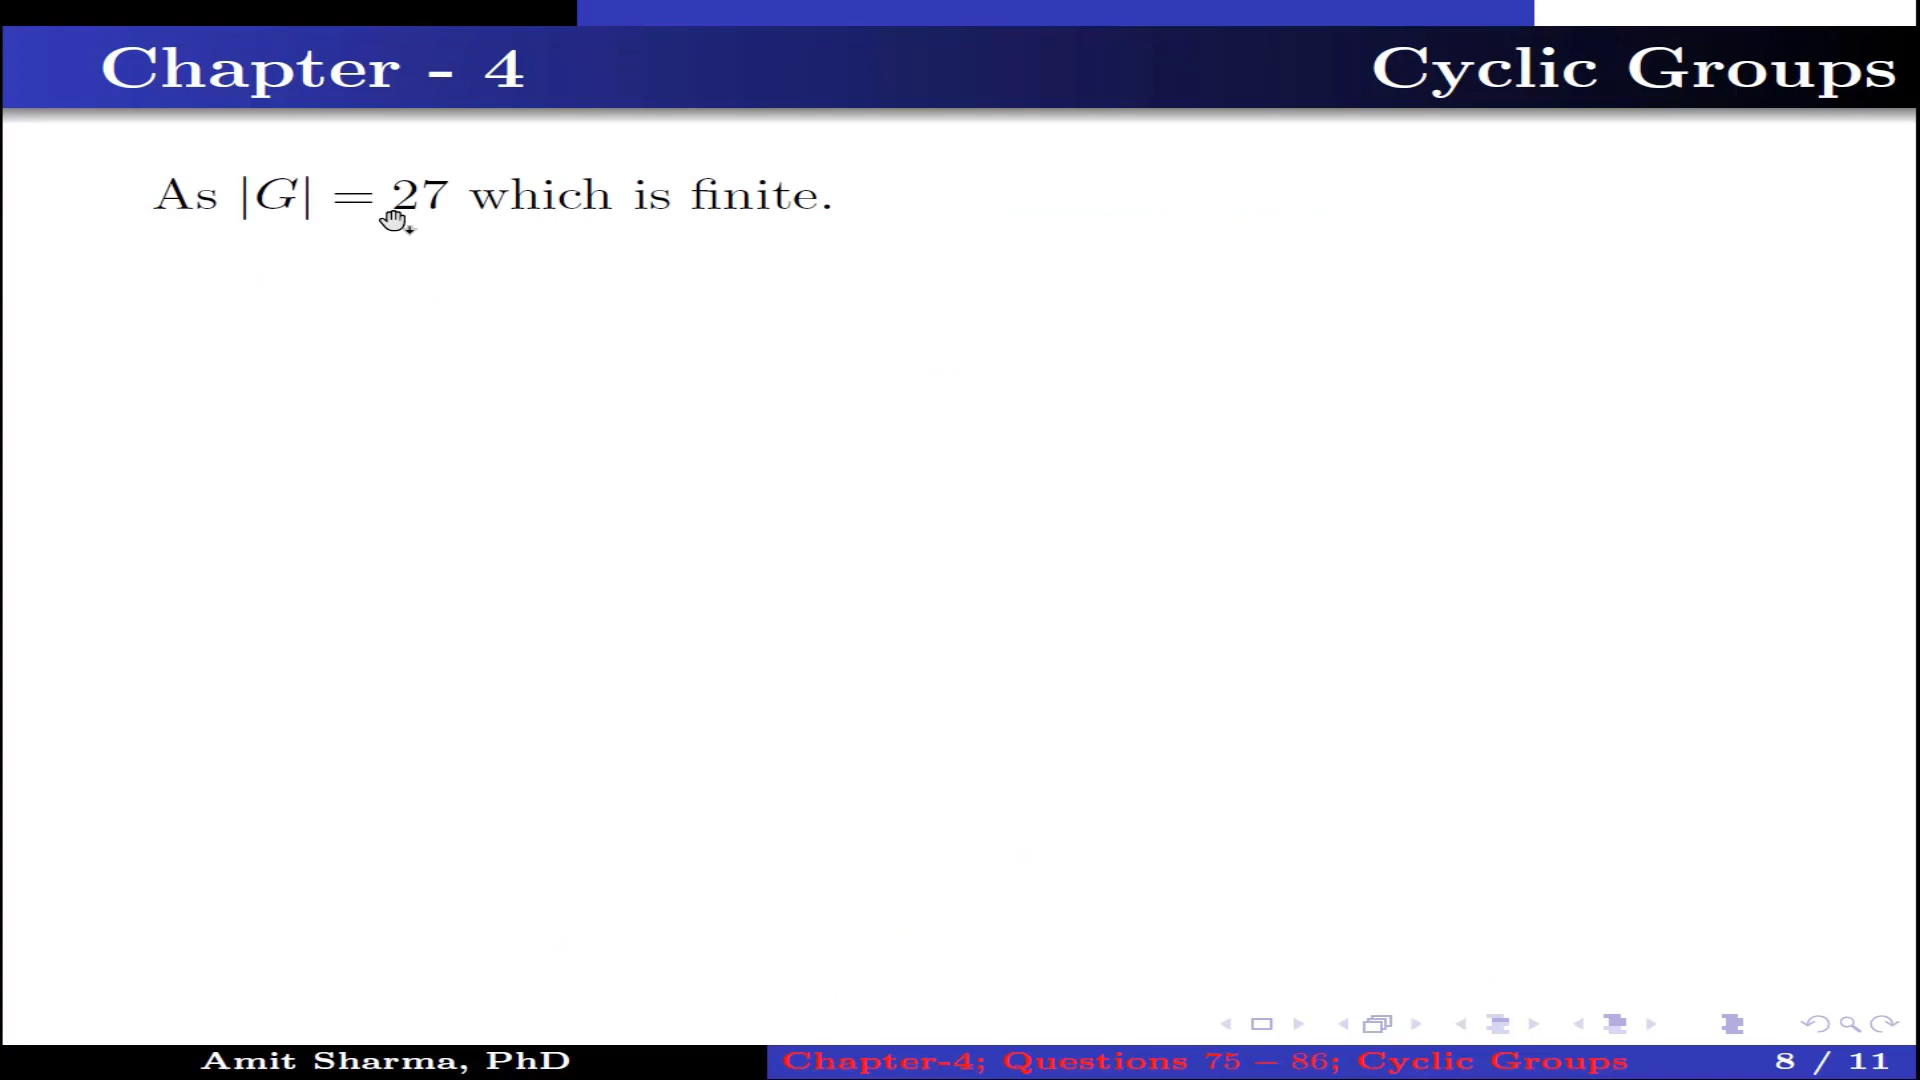 Chapter - 4 Cyclic Groups
As |G| = 27 which is finite.
Amit Sharma, PhD Chapter-4; Questions 75 – 86; Cyclic Groups 8 / 11